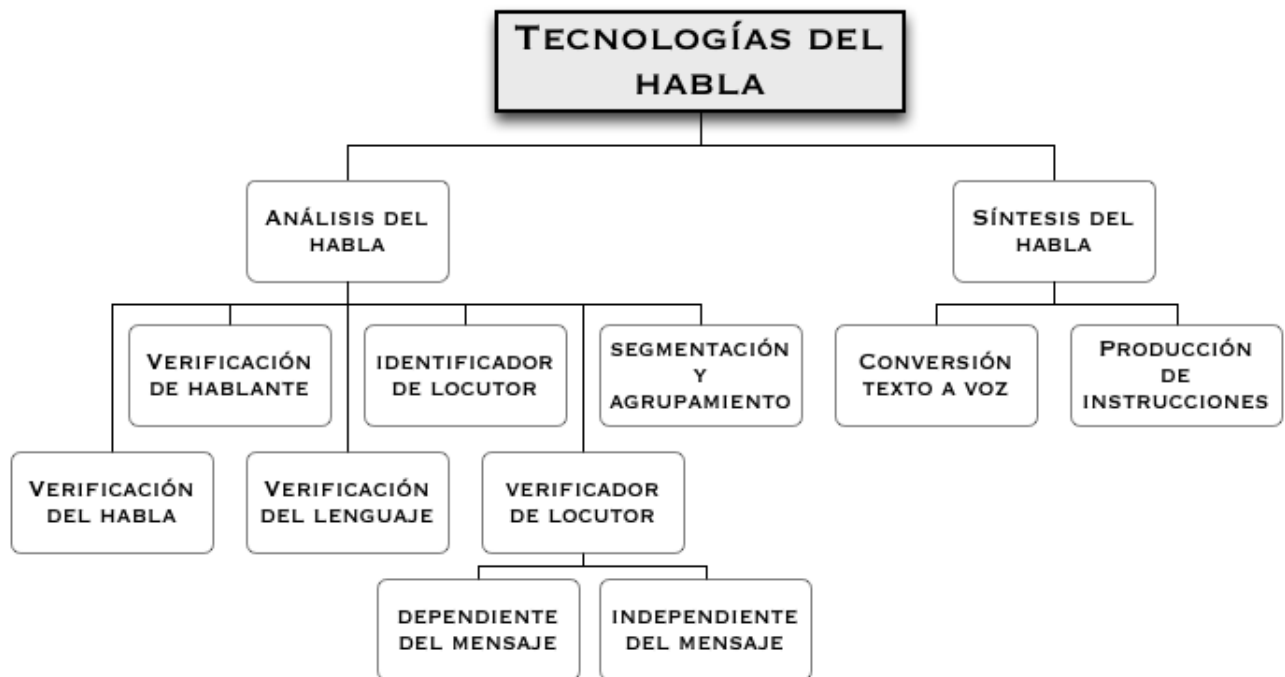 TECNOLOGÍAS DEL
HABLA
ANÁLISIS DEL
HABLA
SÍNTESIS DEL
HABLA
VERIFICACIÓN
DE HABLANTE
IDENTIFICADOR
DE LOCUTOR
SEGMENTACIÓN
Y
AGRUPAMIENTO
CONVERSIÓN
TEXTO A VOZ
PRODUCCIÓN
DE
INSTRUCCIONES
VERIFICACIÓN
DEL HABLA
VERIFICACIÓN
DEL LENGUAJE
VERIFICADOR
DE LOCUTOR
DEPENDIENTE
DEL MENSAJE
INDEPENDIENTE
DEL MENSAJE